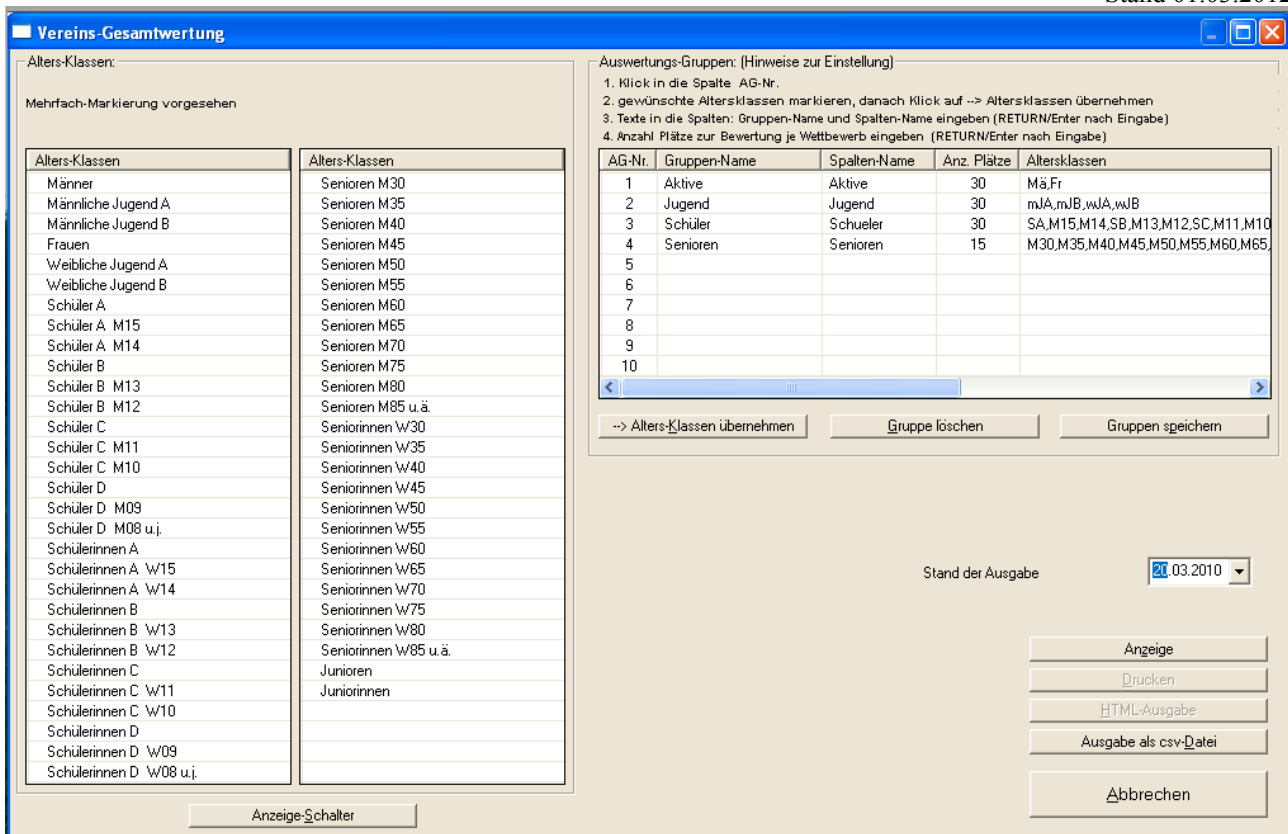 Vereins-Gesamtwertung
Alters-Klassen:
Mehrfach-Markierung vorgesehen
Alters-Klassen
Männer
Männliche Jugend A
Männliche Jugend B
Frauen
Weibliche Jugend A
Weibliche Jugend B
Schüler A
Schüler A M15
Schüler A M14
Schüler B
Schüler B M13
Schüler B M12
Schüler C
Schüler C M11
Schüler C M10
Schüler D
Schüler D M09
Schüler D M08 u.j.
Schülerinnen A
Schülerinnen A W15
Schülerinnen A W14
Schülerinnen B
Schülerinnen B W13
Schülerinnen B W12
Schülerinnen C
Schülerinnen C W11
Schülerinnen C W10
Schülerinnen D
Schülerinnen D W09
Schülerinnen D W08 u.j.
Alters-Klassen
Senioren M30
Senioren M35
Senioren M40
Senioren M45
Senioren M50
Senioren M55
Senioren M60
Senioren M65
Senioren M70
Senioren M75
Senioren M80
Senioren M85 u.ä.
Seniorinnen W30
Seniorinnen W35
Seniorinnen W40
Seniorinnen W45
Seniorinnen W50
Seniorinnen W55
Seniorinnen W60
Seniorinnen W65
Seniorinnen W70
Seniorinnen W75
Seniorinnen W80
Seniorinnen W85 u.ä.
Junioren
Juniorinnen
Anzeige-Schalter
Auswertungs-Gruppen: (Hinweise zur Einstellung)
1. Klick in die Spalte AG-Nr.
2. gewünschte Altersklassen markieren, danach Klick auf --> Altersklassen übernehmen
3. Texte in die Spalten: Gruppen-Name und Spalten-Name eingeben (RETURN/Enter nach Eingabe)
4. Anzahl Plätze zur Bewertung je Wettbewerb eingeben (RETURN/Enter nach Eingabe)
AG-Nr. Gruppen-Name Spalten-Name Anz. Plätze Altersklassen
1 Aktive Aktive 30 Mä,Fr
2 Jugend Jugend 30 mJA,mJB,wJA,wJB
3 Schüler Schueler 30 SA,M15,M14,SB,M13,M12,SC,M11,M10
4 Senioren Senioren 15 M30,M35,M40,M45,M50,M55,M60,M65,
5
6
7
8
9
10
--> Alters-Klassen übernehmen Gruppe löschen Gruppen speichern
Stand der Ausgabe 20.03.2010
Anzeige
Drucken
HTML-Ausgabe
Ausgabe als csv-Datei
Abbrechen